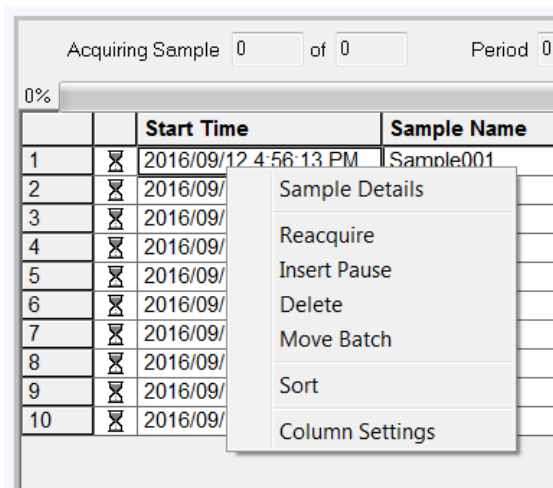 Acquiring Sample 0 of 0 Period 0
0%
Start Time Sample Name
1 2016/09/12 4:56:13 PM Sample001
2 2016/09/ Sample Details
3 2016/09/
4 2016/09/ Reacquire
5 2016/09/ Insert Pause
6 2016/09/ Delete
7 2016/09/ Move Batch
8 2016/09/
9 2016/09/ Sort
10 2016/09/ Column Settings